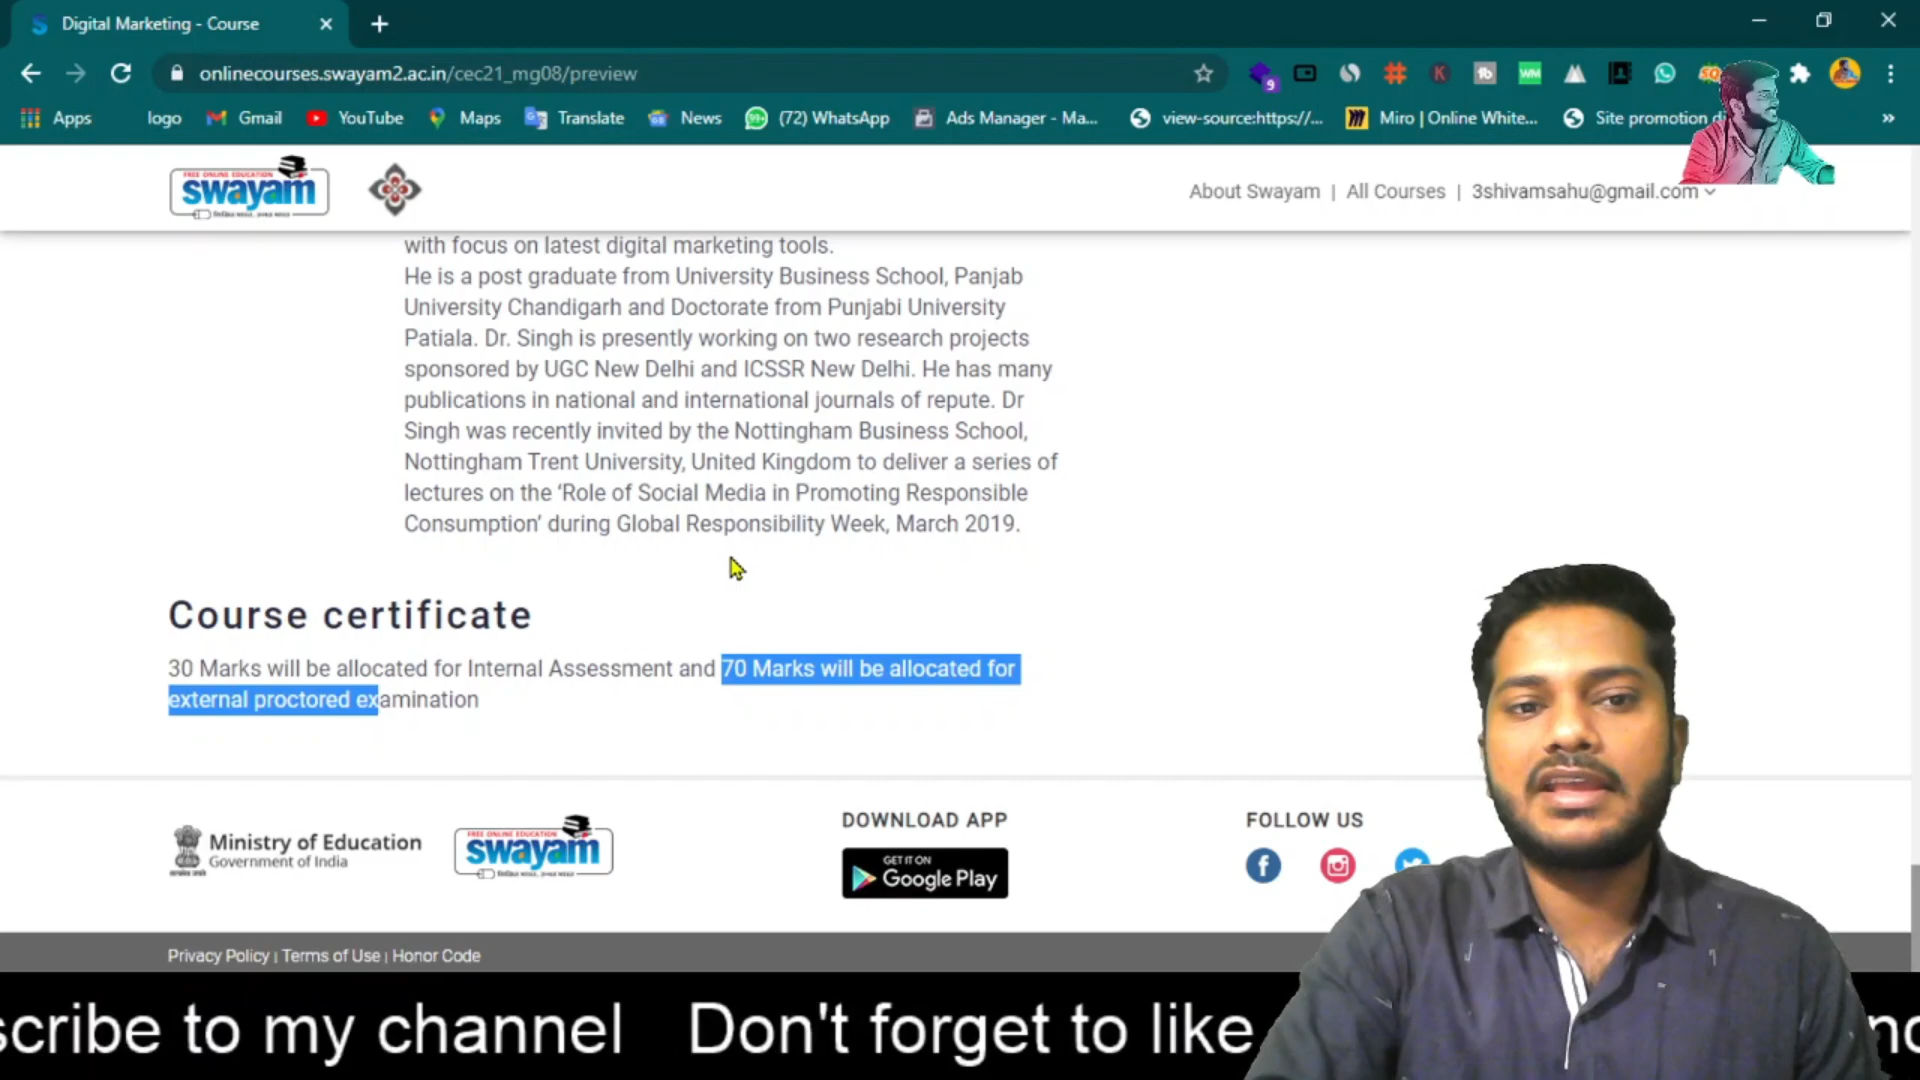 Digital Marketing - Course
onlinecourses.swayam2.ac.in/cec21_mg08/preview
9
Apps
logo
Gmail
YouTube
Maps
Translate
News
99+
(72) WhatsApp
Ads Manager - Ma...
view-source:https://...
Miro | Online White...
Site promotion d
»
FREE ONLINE EDUCATION
swayam
About Swayam | All Courses | 3shivamsahu@gmail.com
with focus on latest digital marketing tools.
He is a post graduate from University Business School, Panjab
University Chandigarh and Doctorate from Punjabi University
Patiala. Dr. Singh is presently working on two research projects
sponsored by UGC New Delhi and ICSSR New Delhi. He has many
publications in national and international journals of repute. Dr
Singh was recently invited by the Nottingham Business School,
Nottingham Trent University, United Kingdom to deliver a series of
lectures on the ‘Role of Social Media in Promoting Responsible
Consumption’ during Global Responsibility Week, March 2019.
Course certificate
30 Marks will be allocated for Internal Assessment and 70 Marks will be allocated for
external proctored examination
Ministry of Education
Government of India
FREE ONLINE EDUCATION
swayam
DOWNLOAD APP
GET IT ON
Google Play
FOLLOW US
Privacy Policy | Terms of Use | Honor Code
scribe to my channel Don't forget to like